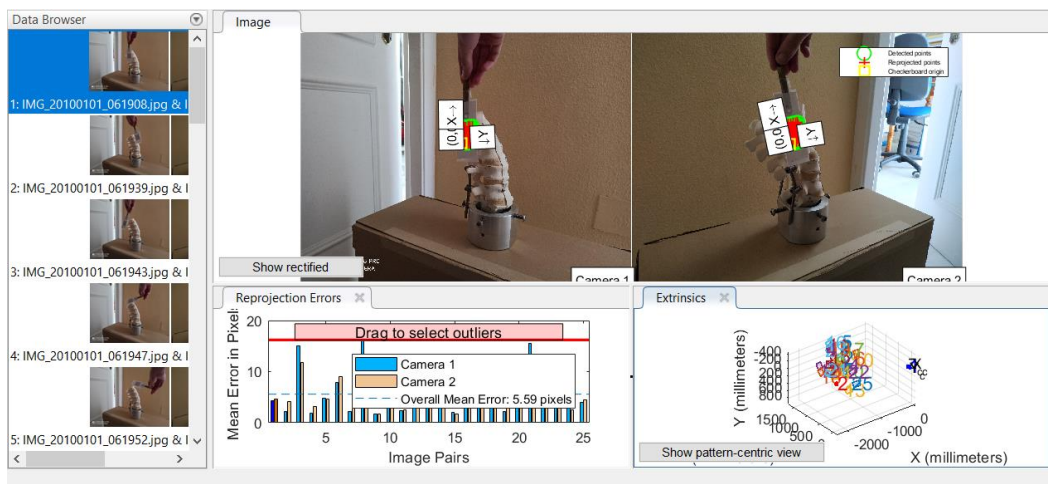 Data Browser
1: IMG_20100101_061908.jpg & I
2: IMG_20100101_061939.jpg & I
3: IMG_20100101_061943.jpg & I
4: IMG_20100101_061947.jpg & I
5: IMG_20100101_061952.jpg & I
Image
X→
(0,0)
Y→
Show rectified
Camera 1
X→
(0,0)
Y→
Detected points
Reprojected points
Checkerboard origin
Camera 2
Reprojection Errors
Mean Error in Pixels
20
10
0
Drag to select outliers
Camera 1
Camera 2
Overall Mean Error: 5.59 pixels
5
10
15
20
25
Image Pairs
Extrinsics
Y (millimeters)
-400
-200
0
200
400
600
800
1500
1000
500
0
-1000
-2000
X (millimeters)
Show pattern-centric view